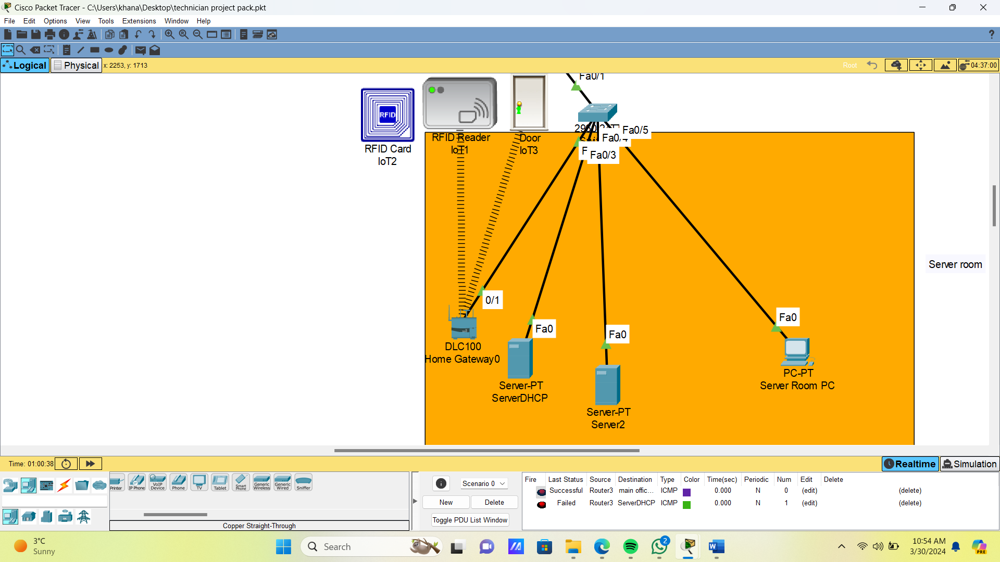 Cisco Packet Tracer - C:\Users\khana\Desktop\technician project pack.pkt
File Edit Options View Tools Extensions Window Help
?
Logical Physical x: 2253, y: 1713 Root 04:37:00
Fa0/1
RFID
RFID Card
IoT2
RFID Reader
IoT1
Door
IoT3
Fa0/5
Fa0/3
Server room
0/1
Fa0
Fa0
Fa0
DLC100
Home Gateway0
Server-PT
ServerDHCP
Server-PT
Server2
PC-PT
Server Room PC
Time: 01:00:38 Realtime Simulation
Printer IP Phone VoIP Device Phone TV Tablet Smart Phone Generic Wireless Generic Wired Sniffer
Copper Straight-Through
Scenario 0
New Delete
Toggle PDU List Window
Fire Last Status Source Destination Type Color Time(sec) Periodic Num Edit Delete
Successful Router3 main offic... ICMP 0.000 N 0 (edit) (delete)
Failed Router3 ServerDHCP ICMP 0.000 N 1 (edit) (delete)
3°C
Sunny
Search
2
10:54 AM
3/30/2024
PRE